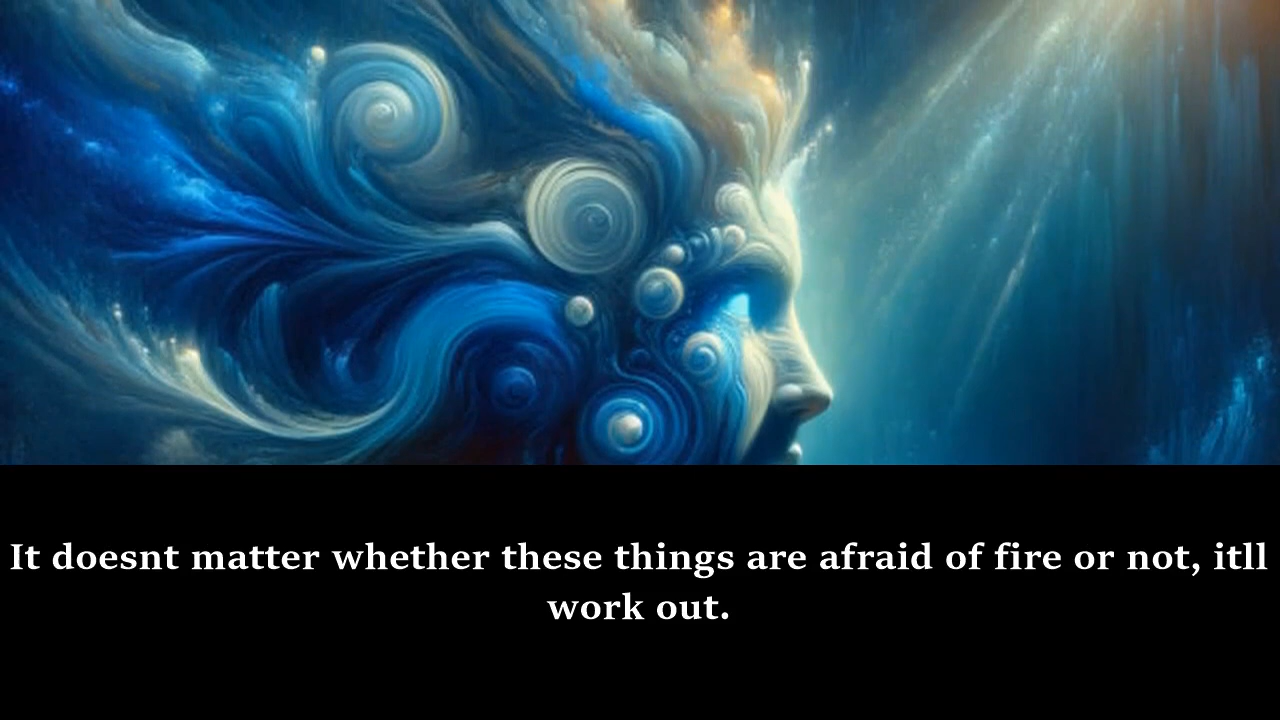 It doesnt matter whether these things are afraid of fire or not, itll
work out.